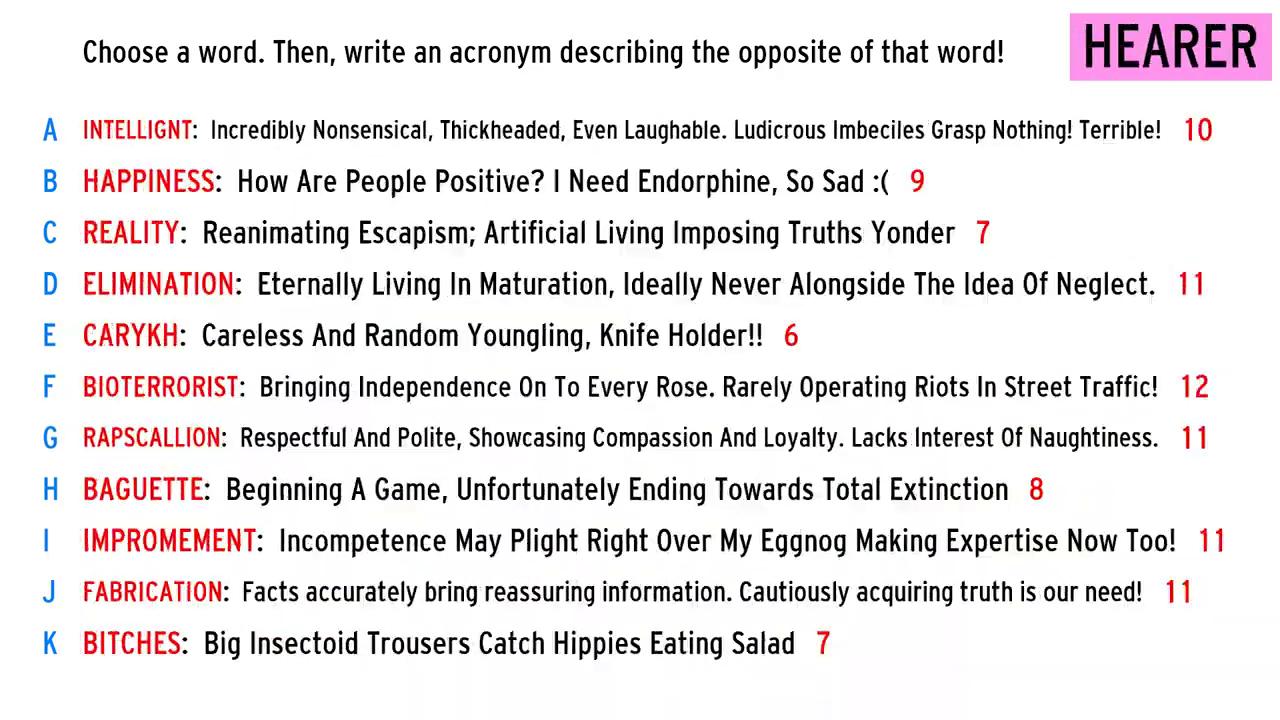 Choose a word. Then, write an acronym describing the opposite of that word!
HEARER
A INTELLIGNT: Incredibly Nonsensical, Thickheaded, Even Laughable. Ludicrous Imbeciles Grasp Nothing! Terrible! 10
B HAPPINESS: How Are People Positive? I Need Endorphine, So Sad :( 9
C REALITY: Reanimating Escapism; Artificial Living Imposing Truths Yonder 7
D ELIMINATION: Eternally Living In Maturation, Ideally Never Alongside The Idea Of Neglect. 11
E CARYKH: Careless And Random Youngling, Knife Holder!! 6
F BIOTERRORIST: Bringing Independence On To Every Rose. Rarely Operating Riots In Street Traffic! 12
G RAPSCALLION: Respectful And Polite, Showcasing Compassion And Loyalty. Lacks Interest Of Naughtiness. 11
H BAGUETTE: Beginning A Game, Unfortunately Ending Towards Total Extinction 8
I IMPROMEMENT: Incompetence May Plight Right Over My Eggnog Making Expertise Now Too! 11
J FABRICATION: Facts accurately bring reassuring information. Cautiously acquiring truth is our need! 11
K BITCHES: Big Insectoid Trousers Catch Hippies Eating Salad 7